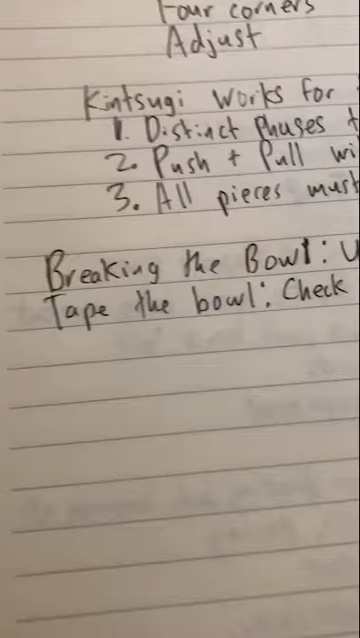 Four corners
Adjust
Kintsugi works for
1. Distinct Phases
2. Push + Pull wi
3. All pieces must
Breaking the Bowl: U
Tape the bowl: Check